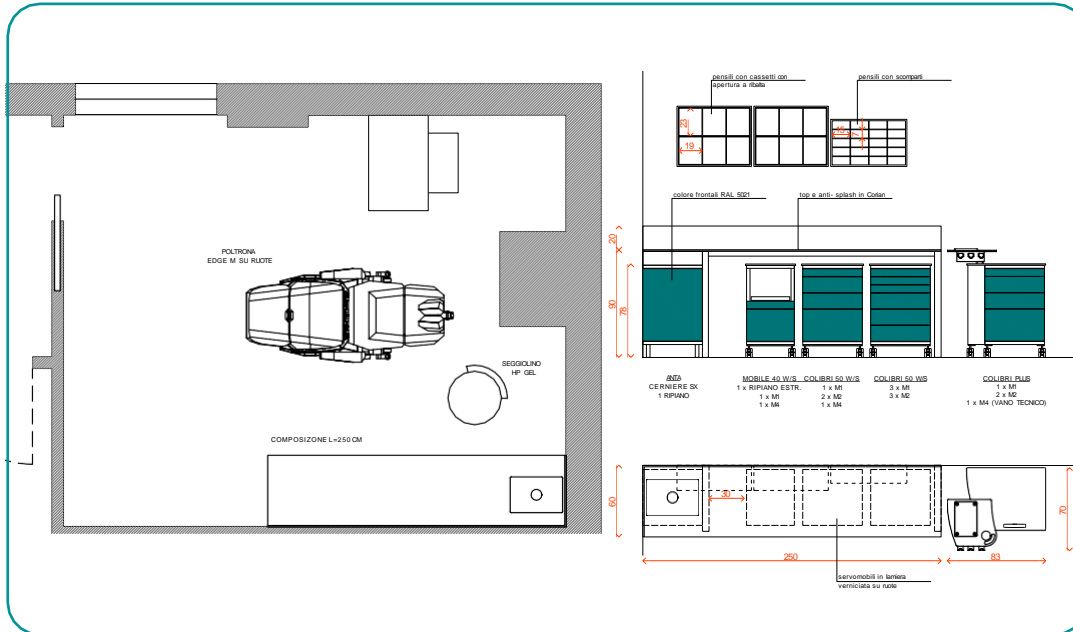 pensili con cassetti con
apertura a ribalta
pensili con scomparti
23
19
15
7
colore frontali RAL 5021
top e anti- splash in Corian
20
90
78
POLTRONA
EDGE M SU RUOTE
SEGGIOLINO
HP GEL
COMPOSIZONE L=250 CM
ANTA
CERNIERE SX
1 RIPIANO
MOBILE 40 W/S
1 x RIPIANO ESTR.
1 x M1
1 x M4
COLIBRI 50 W/S
1 x M1
2 x M2
1 x M4
COLIBRI 50 W/S
3 x M1
3 x M2
COLIBRI PLUS
1 x M1
2 x M2
1 x M4 (VANO TECNICO)
60
30
70
250
83
servomobili in lamiera
verniciata su ruote